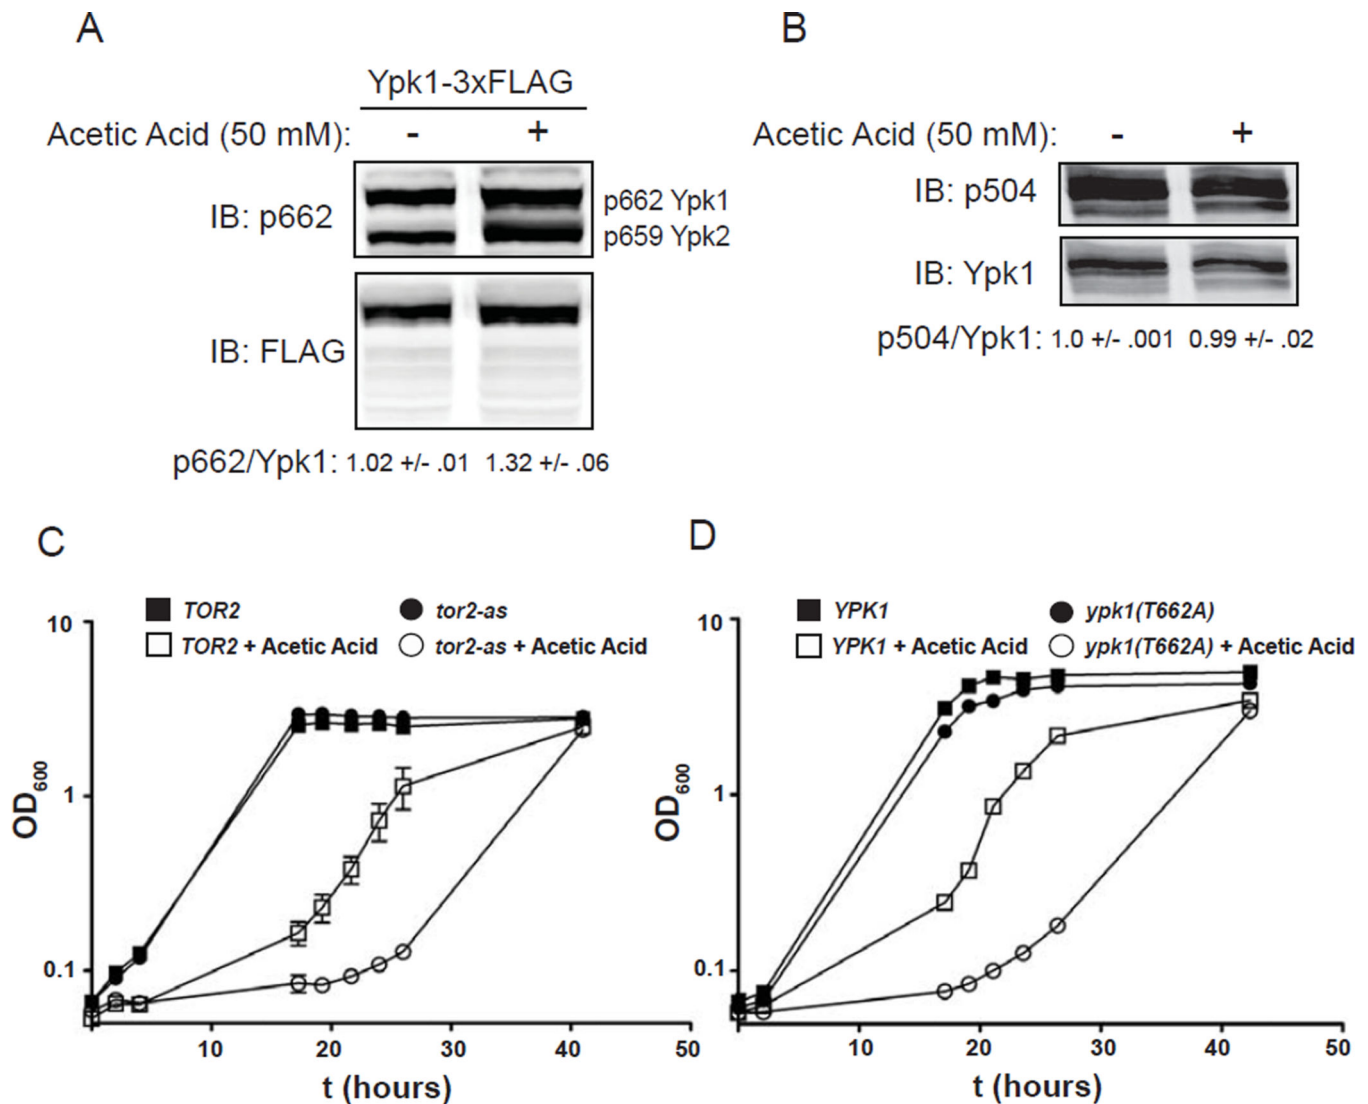 A
Ypk1-3xFLAG
Acetic Acid (50 mM): - +
IB: p662
p662 Ypk1
p659 Ypk2
IB: FLAG
p662/Ypk1: 1.02 +/- .01 1.32 +/- .06
B
Acetic Acid (50 mM): - +
IB: p504
IB: Ypk1
p504/Ypk1: 1.0 +/- .001 0.99 +/- .02
C
TOR2 tor2-as
TOR2 + Acetic Acid tor2-as + Acetic Acid
10
1
0.1
OD600
10 20 30 40 50
t (hours)
D
YPK1 ypk1(T662A)
YPK1 + Acetic Acid ypk1(T662A) + Acetic Acid
10
1
0.1
OD600
10 20 30 40 50
t (hours)